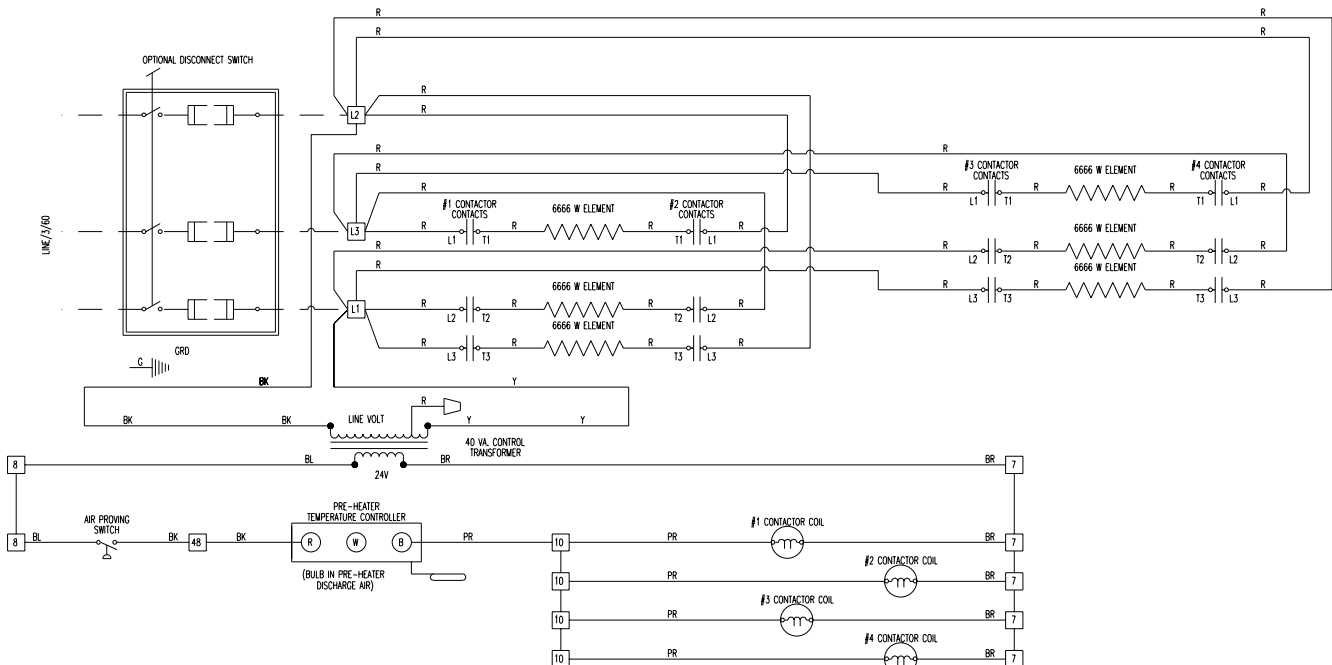 R R
R R
OPTIONAL DISCONNECT SWITCH
R
R
L2
R
R
#3 CONTACTOR
CONTACTS
6666 W ELEMENT
#4 CONTACTOR
CONTACTS
R
R R R R
L1 T1 T1 L1
LINE/3/60
#1 CONTACTOR
CONTACTS
6666 W ELEMENT
#2 CONTACTOR
CONTACTS
L3
R R R R
L1 T1 T1 L1
6666 W ELEMENT
R
R R R R
L2 T2 T2 L2
R
6666 W ELEMENT
R R R R
L3 T3 T3 L3
6666 W ELEMENT
L1
R R R R
L2 T2 T2 L2
6666 W ELEMENT
R R R R
L3 T3 T3 L3
GRD
G
BK Y
R
BK BK LINE VOLT Y Y
40 VA. CONTROL
TRANSFORMER
8 BL BR BR 7
24V
PRE-HEATER
TEMPERATURE CONTROLLER
AIR PROVING
SWITCH
#1 CONTACTOR COIL
8 BL BK 48 BK R W B PR 10 PR BR 7
(BULB IN PRE-HEATER
DISCHARGE AIR)
#2 CONTACTOR COIL
10 PR BR 7
#3 CONTACTOR COIL
10 PR BR 7
#4 CONTACTOR COIL
10 PR BR 7